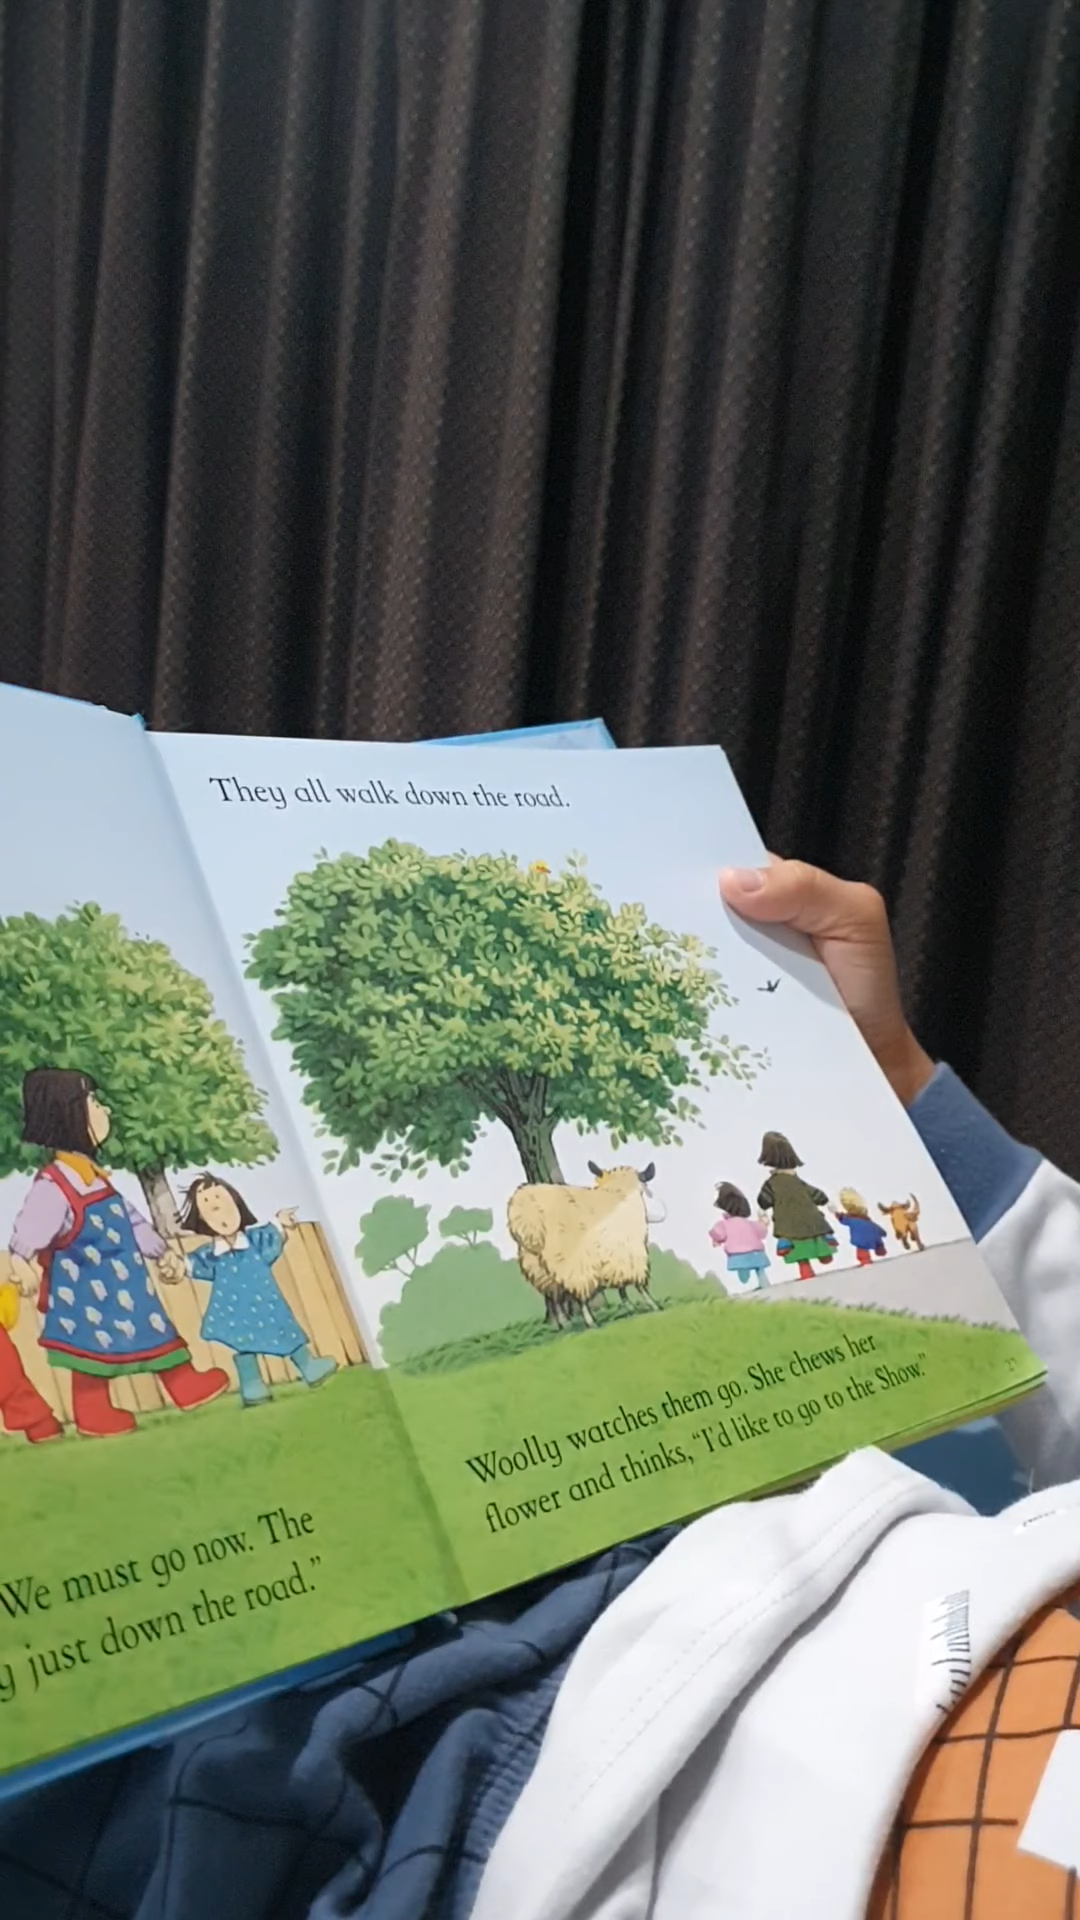 We must go now. The
just down the road.”
They all walk down the road.
Woolly watches them go. She chews her
flower and thinks, “I’d like to go to the Show.”